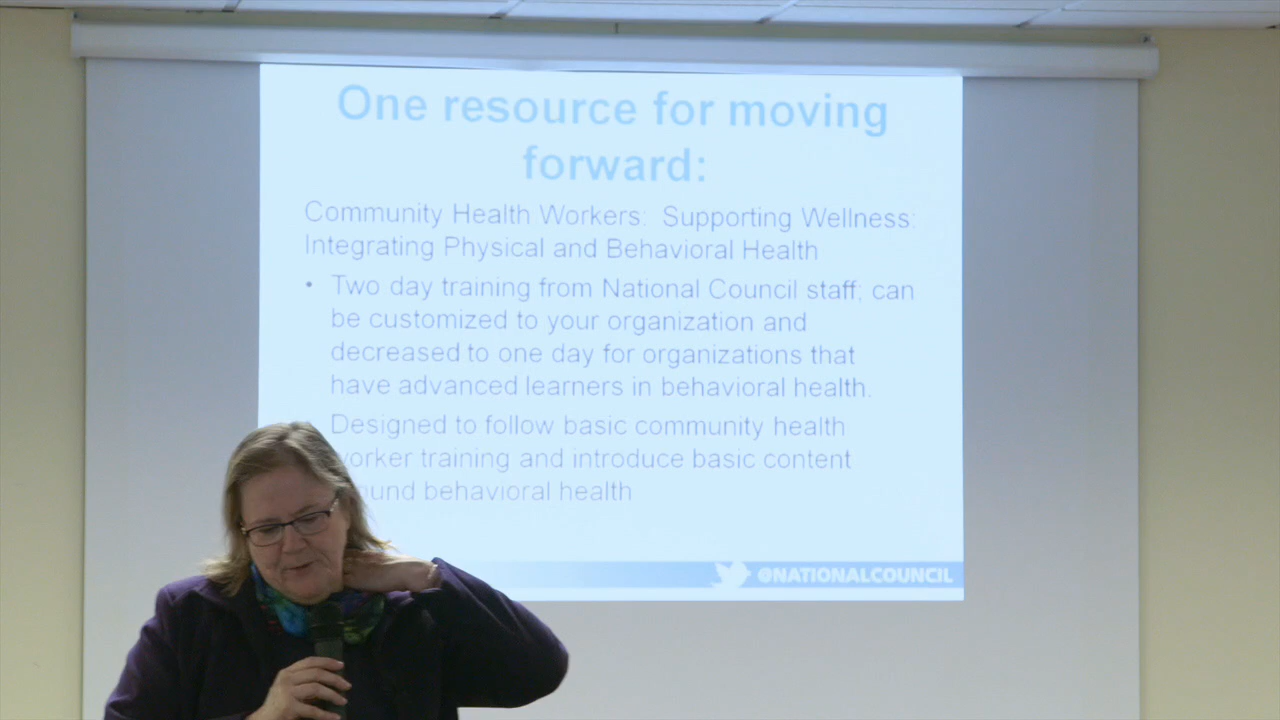 One resource for moving
forward:
Community Health Workers: Supporting Wellness:
Integrating Physical and Behavioral Health
• Two day training from National Council staff; can
be customized to your organization and
decreased to one day for organizations that
have advanced learners in behavioral health.
Designed to follow basic community health
training and introduce basic content
behavioral health
@NATIONALCOUNCIL